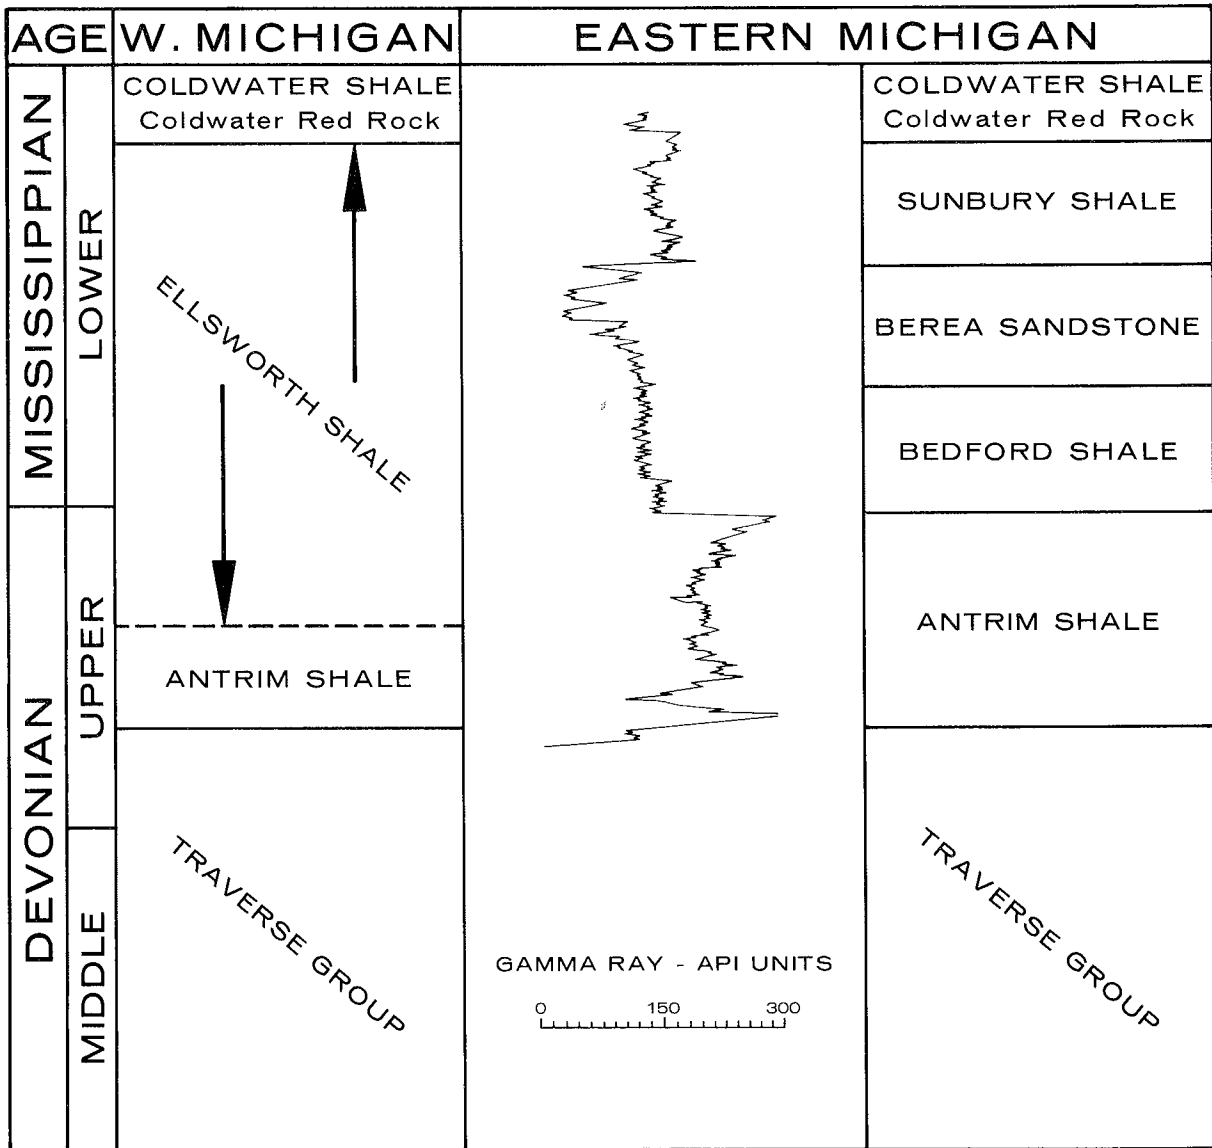 AGE
W. MICHIGAN
EASTERN MICHIGAN
MISSISSIPPIAN
LOWER
COLDWATER SHALE
Coldwater Red Rock
ELLSWORTH SHALE
COLDWATER SHALE
Coldwater Red Rock
SUNBURY SHALE
BEREA SANDSTONE
BEDFORD SHALE
DEVONIAN
UPPER
ANTRIM SHALE
ANTRIM SHALE
MIDDLE
TRAVERSE GROUP
GAMMA RAY - API UNITS
0 150 300
TRAVERSE GROUP